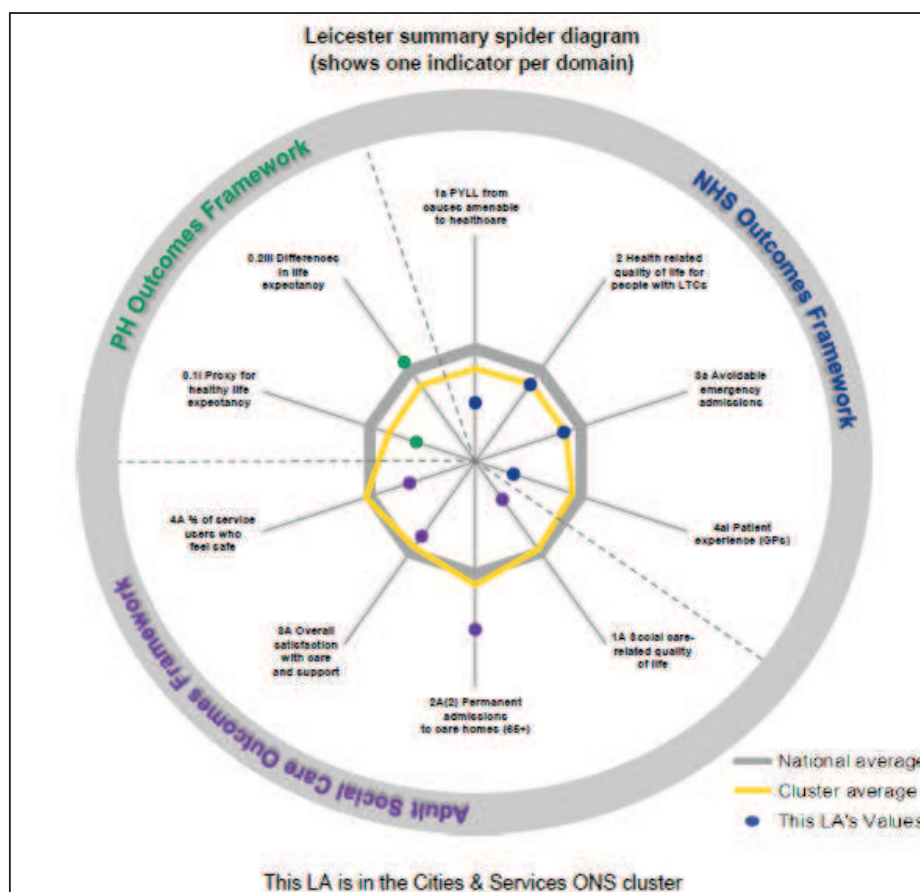 Leicester summary spider diagram
(shows one indicator per domain)
PH Outcomes Framework
NHS Outcomes Framework
1a PYLL from
causes amenable
to healthcare
0.2iii Differences
in life
expectancy
2 Health related
quality of life for
people with LTCs
0.1i Proxy for
healthy life
expectancy
3a Avoidable
emergency
admissions
4A % of service
users who
feel safe
4ai Patient
experience (GPs)
3A Overall
satisfaction
with care
and support
1A Social care-
related quality
of life
2A(2) Permanent
admissions
to care homes (65+)
Adult Social Care Outcomes Framework
National average
Cluster average
This LA's Values
This LA is in the Cities & Services ONS cluster